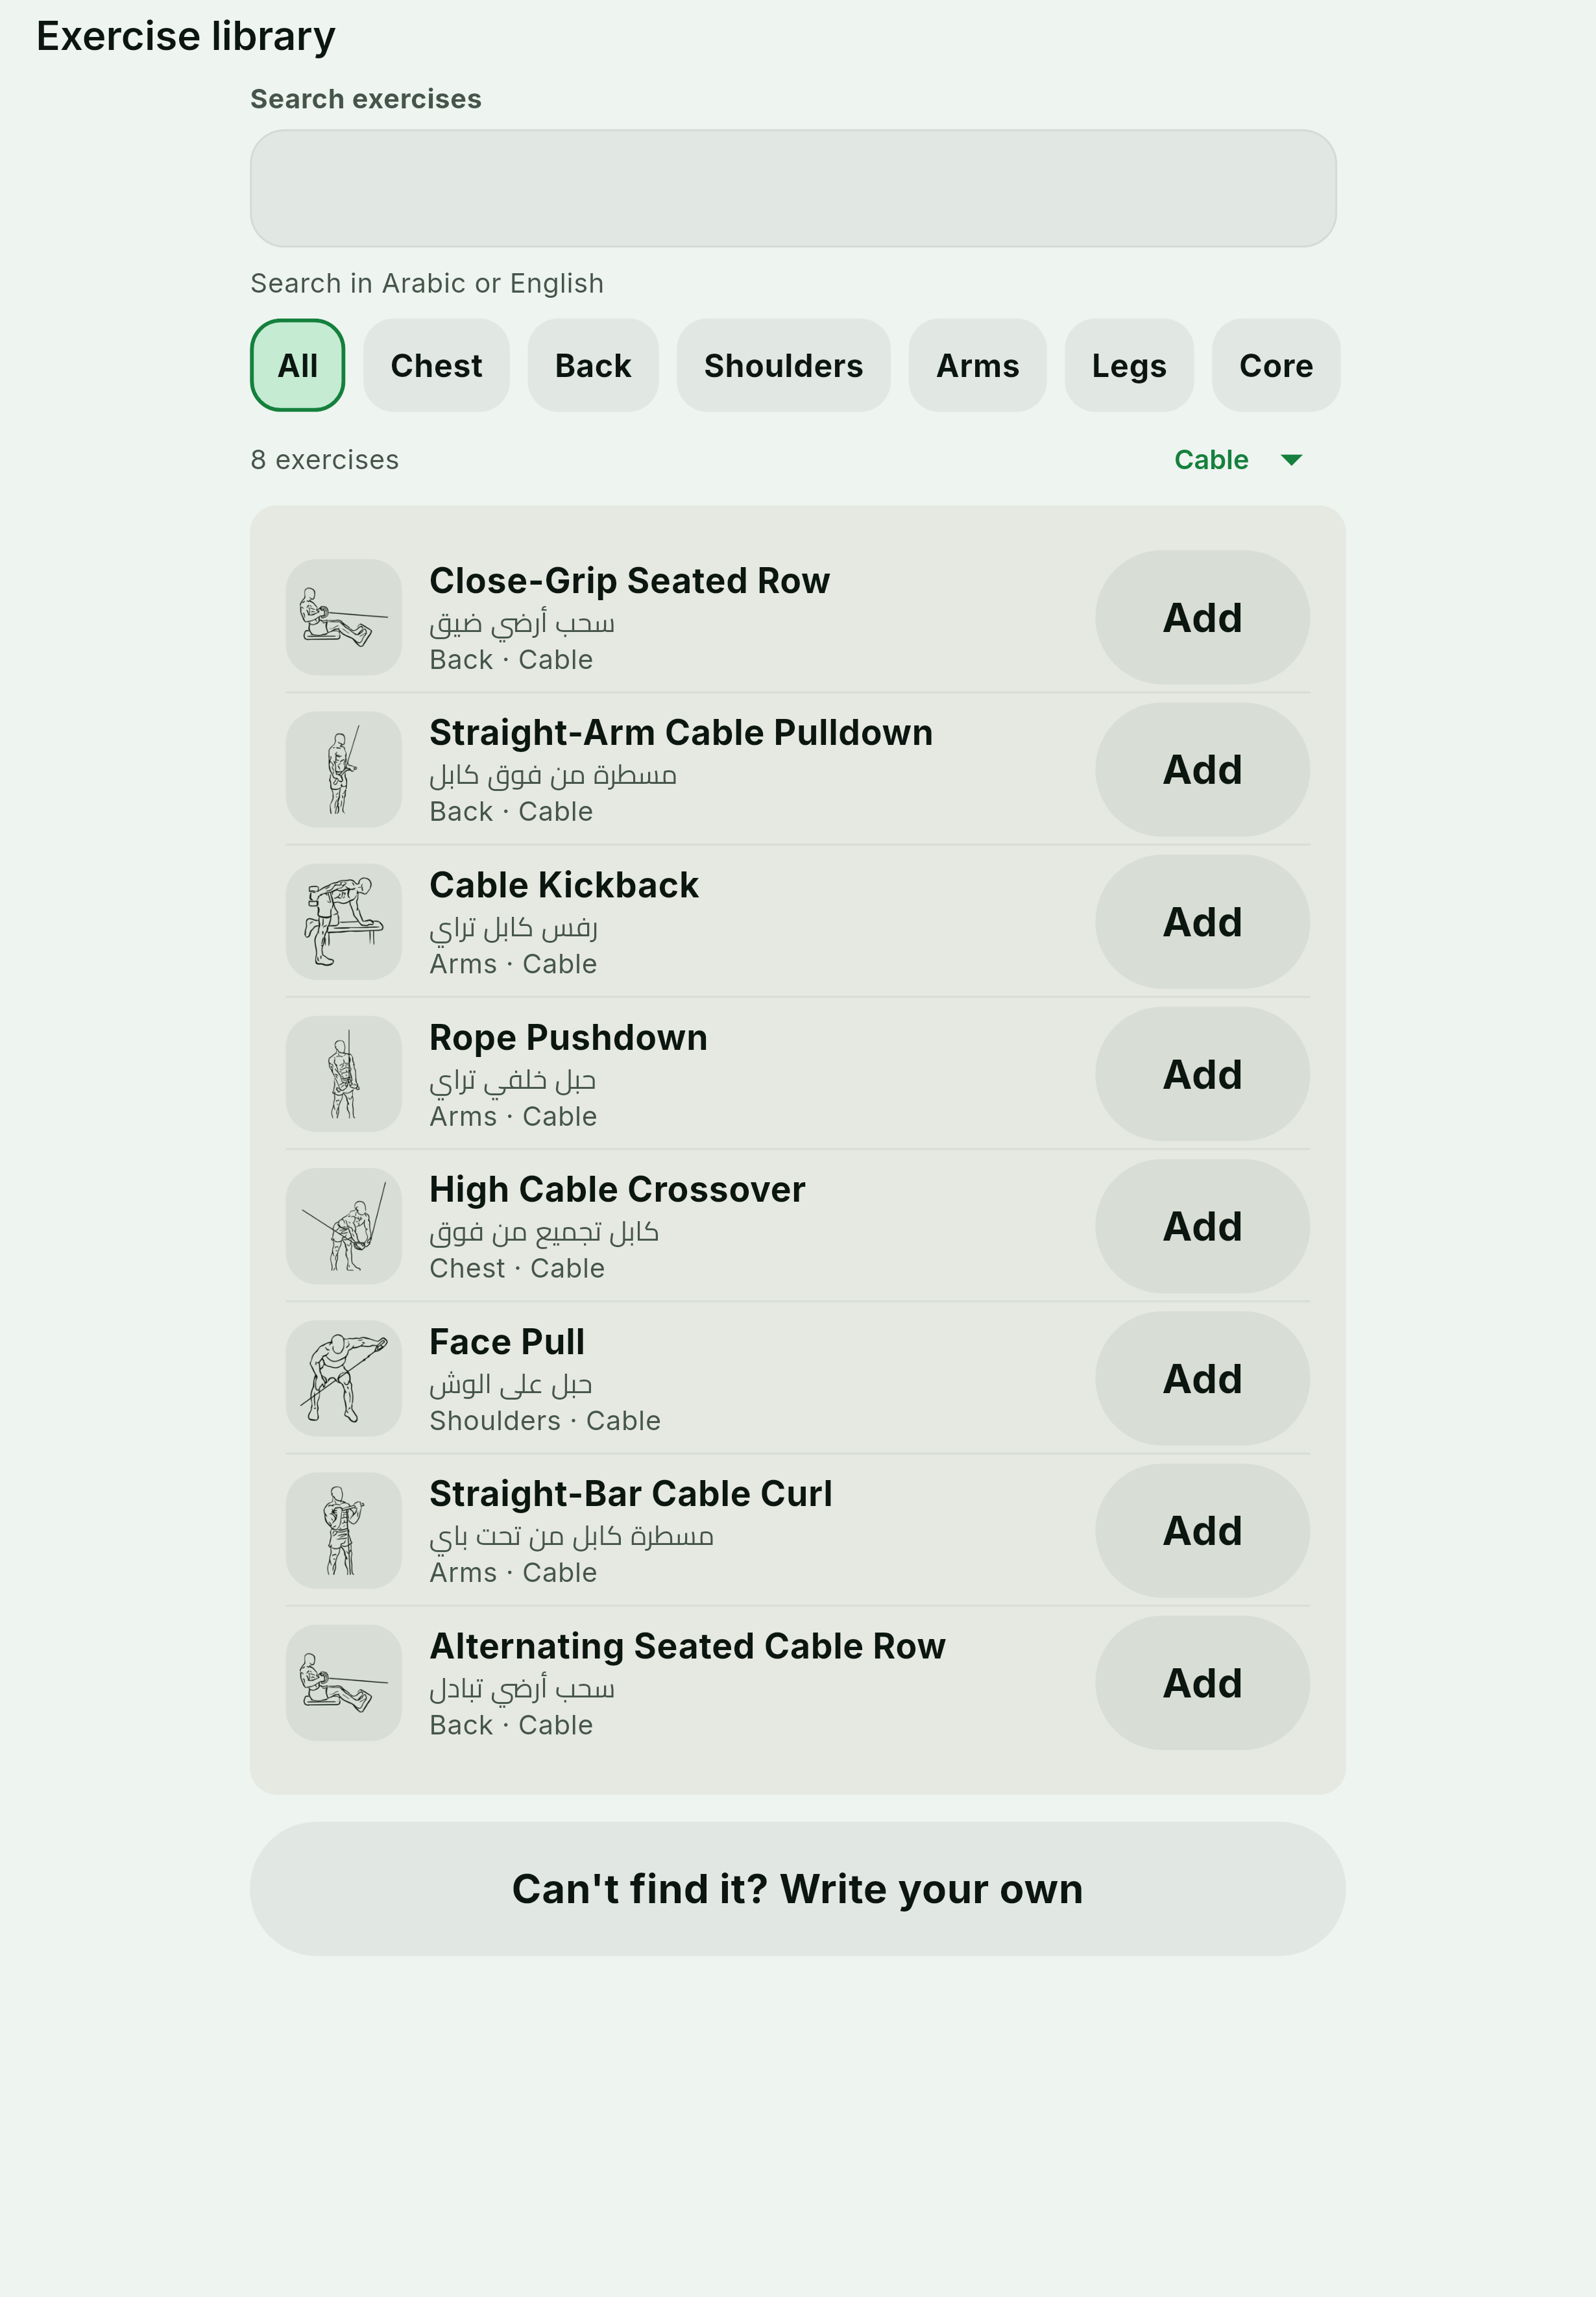 Exercise library
Search exercises
Search in Arabic or English
All Chest Back Shoulders Arms Legs Core
8 exercises Cable
Close-Grip Seated Row
سحب أرضي ضيق
Back · Cable
Add
Straight-Arm Cable Pulldown
مسطرة من فوق كابل
Back · Cable
Add
Cable Kickback
رفس كابل تراي
Arms · Cable
Add
Rope Pushdown
حبل خلفي تراي
Arms · Cable
Add
High Cable Crossover
كابل تجميع من فوق
Chest · Cable
Add
Face Pull
حبل على الوش
Shoulders · Cable
Add
Straight-Bar Cable Curl
مسطرة كابل من تحت باي
Arms · Cable
Add
Alternating Seated Cable Row
سحب أرضي تبادل
Back · Cable
Add
Can't find it? Write your own